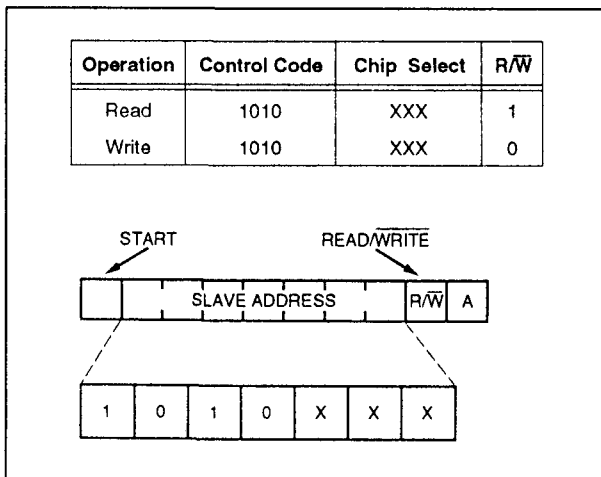 Operation Control Code Chip Select R/W̅
Read 1010 XXX 1
Write 1010 XXX 0
START READ/W̅R̅I̅T̅E̅
SLAVE ADDRESS R/W̅ A
1 0 1 0 X X X